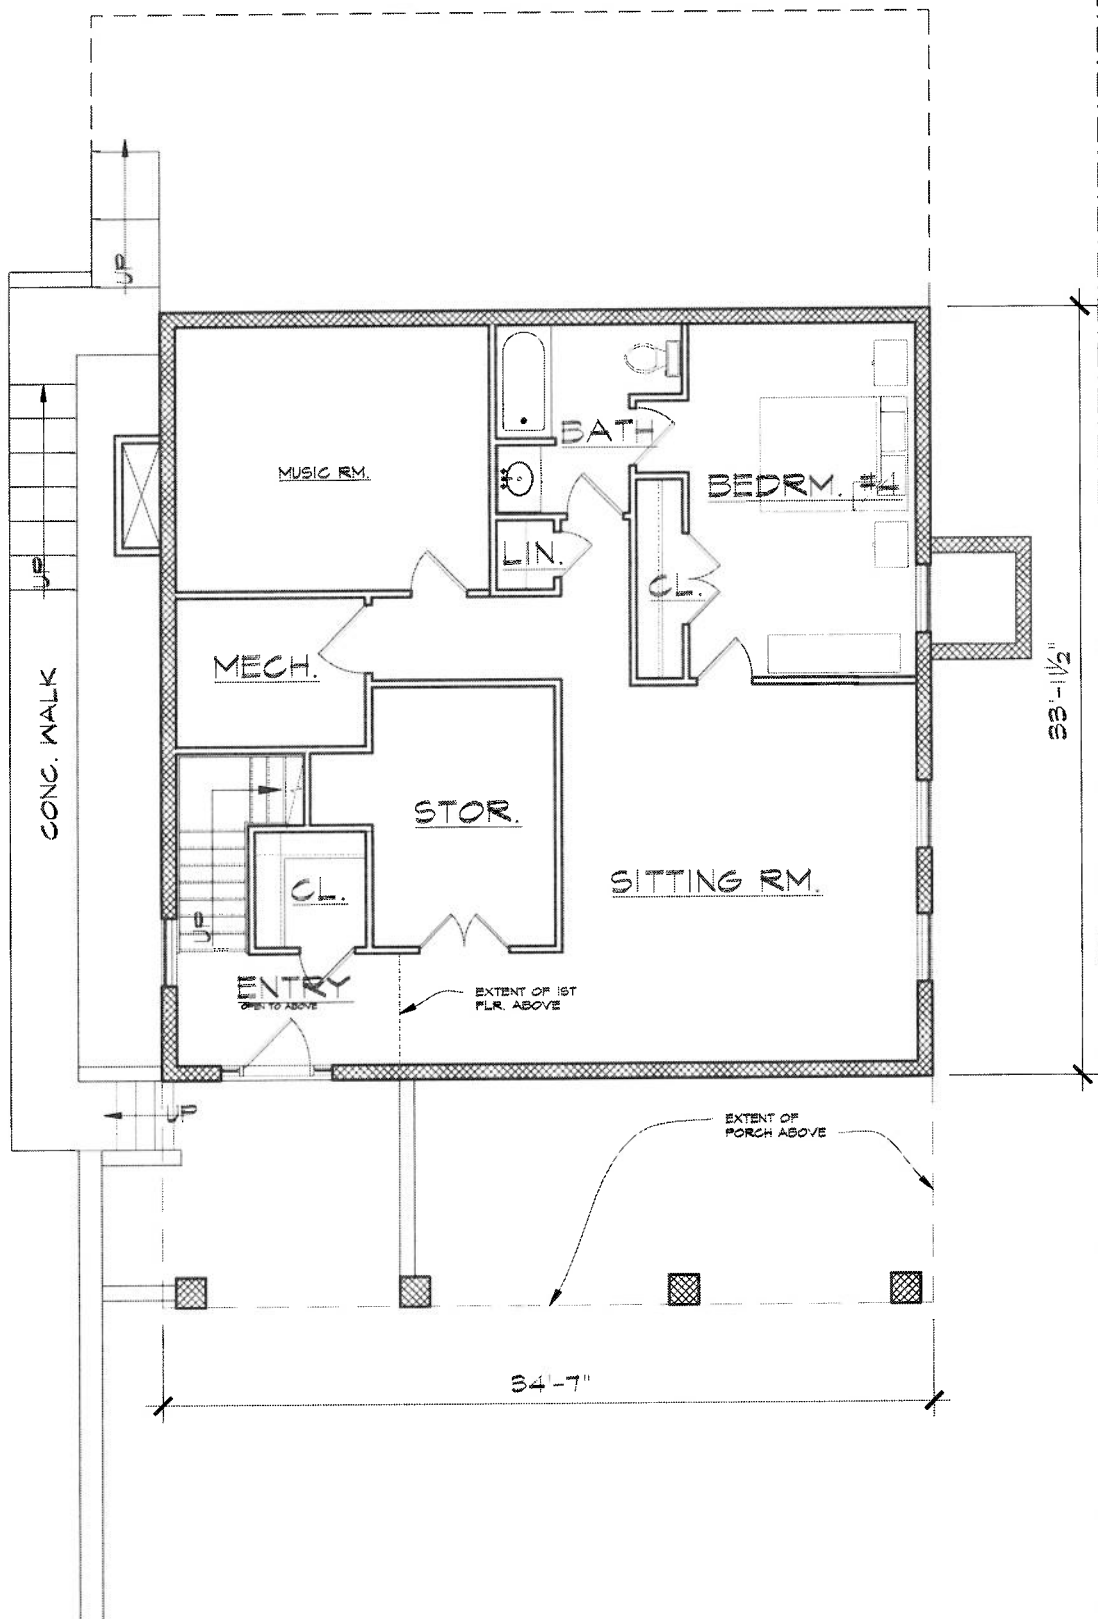 UP
UP
CONC. WALK
MUSIC RM.
BATH
BEDRM. #4
LIN.
CL.
MECH.
STOR.
SITTING RM.
CL.
UP
ENTRY
OPEN TO ABOVE
EXTENT OF 1ST
FLR. ABOVE
UP
EXTENT OF
PORCH ABOVE
33'-11½"
34'-7"